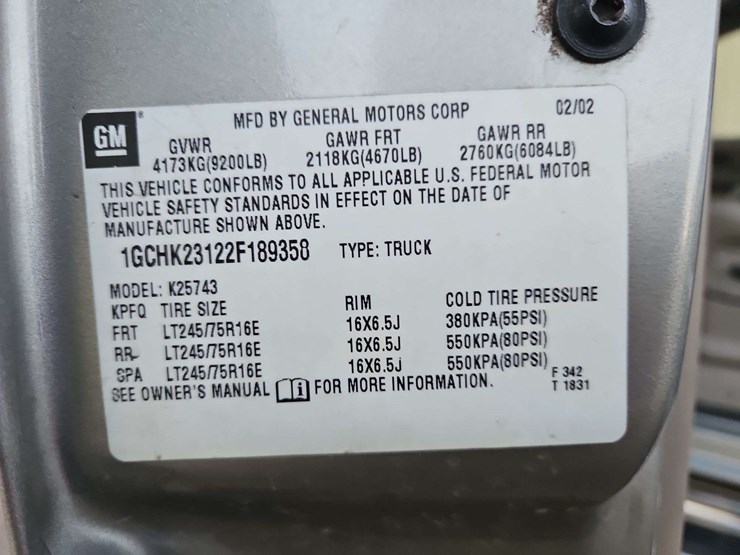 GM
MFD BY GENERAL MOTORS CORP 02/02
GVWR GAWR FRT GAWR RR
4173KG(9200LB) 2118KG(4670LB) 2760KG(6084LB)
THIS VEHICLE CONFORMS TO ALL APPLICABLE U.S. FEDERAL MOTOR
VEHICLE SAFETY STANDARDS IN EFFECT ON THE DATE OF
MANUFACTURE SHOWN ABOVE.
1GCHK23122F189358 TYPE: TRUCK
MODEL: K25743
KPFQ TIRE SIZE RIM COLD TIRE PRESSURE
FRT LT245/75R16E 16X6.5J 380KPA(55PSI)
RR LT245/75R16E 16X6.5J 550KPA(80PSI)
SPA LT245/75R16E 16X6.5J 550KPA(80PSI)
SEE OWNER'S MANUAL i FOR MORE INFORMATION.
F 342
T 1831